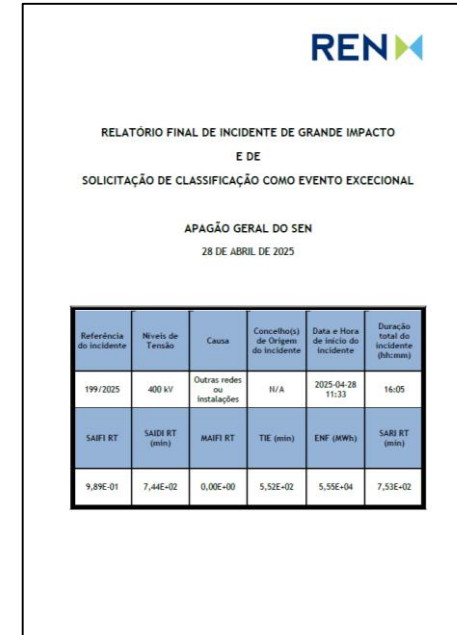 REN
RELATÓRIO FINAL DE INCIDENTE DE GRANDE IMPACTO
E DE
SOLICITAÇÃO DE CLASSIFICAÇÃO COMO EVENTO EXCECIONAL
APAGÃO GERAL DO SEN
28 DE ABRIL DE 2025
Referência do incidente
Níveis de Tensão
Causa
Concelho(s) de Origem do incidente
Data e Hora de início do incidente
Duração total do incidente (hh:mm)
199/2025
400 kV
Outras redes ou instalações
N/A
2025-04-28 11:33
16:05
SAIFI RT
SAIDI RT (min)
MAIFI RT
TIE (min)
ENF (MWh)
SARI RT (min)
9,89E-01
7,44E+02
0,00E+00
5,52E+02
5,55E+04
7,53E+02